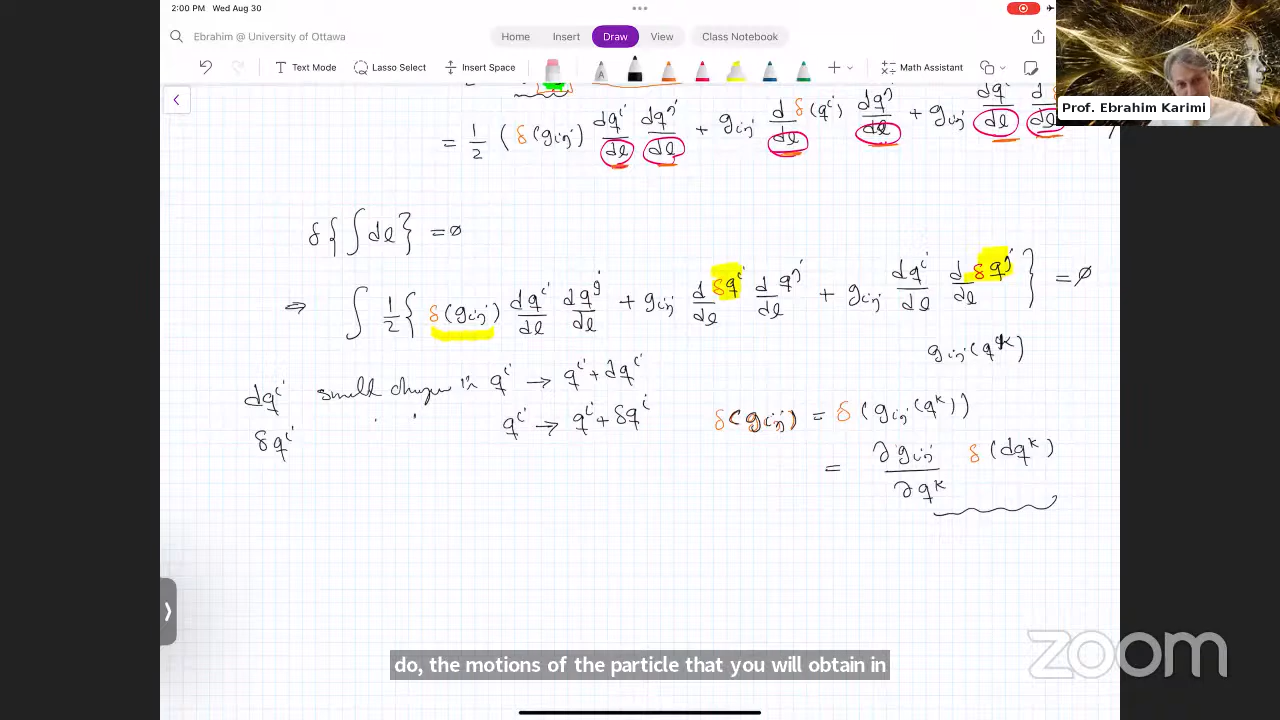 2:00 PM Wed Aug 30
Ebrahim @ University of Ottawa
Home Insert Draw View Class Notebook
Text Mode Lasso Select Insert Space Math Assistant
Prof. Ebrahim Karimi
= 1/2 (δ(g_ij) dq^i/dl dq^j/dl + g_ij d/dl δ(q^i) dq^j/dl + g_ij dq^i/dl d
δ{∫dl} = ∅
⇒ ∫ 1/2 { δ(g_ij) dq^i/dl dq^j/dl + g_ij d/dl δq^i d/dl q^j + g_ij dq^i/dl d/dl δq^j } = ∅
g_ij(q^k)
dq^i small change in q^i → q^i + dq^i
δq^i q^i → q^i + δq^i
δ(g_ij) = δ(g_ij(q^k))
= ∂g_ij/∂q^k δ(dq^k)
do, the motions of the particle that you will obtain in
zoom